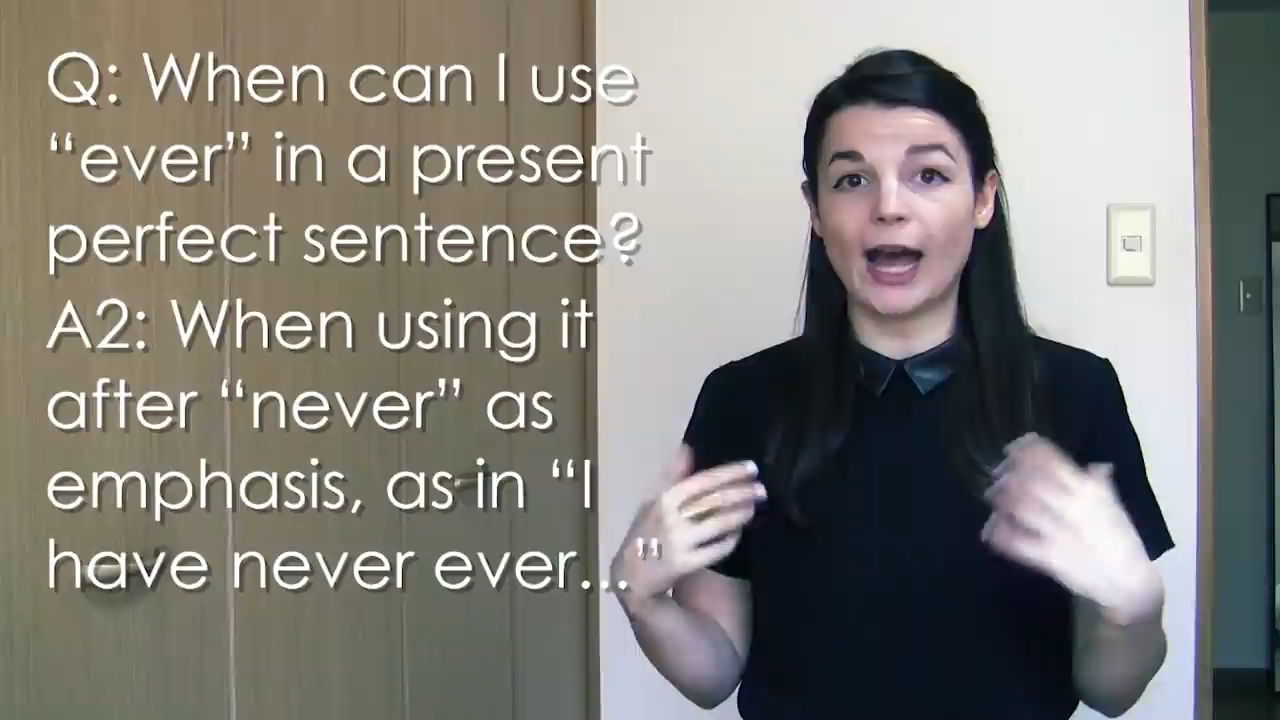 Q: When can I use
“ever” in a present
perfect sentence?
A2: When using it
after “never” as
emphasis, as in “I
have never ever...”